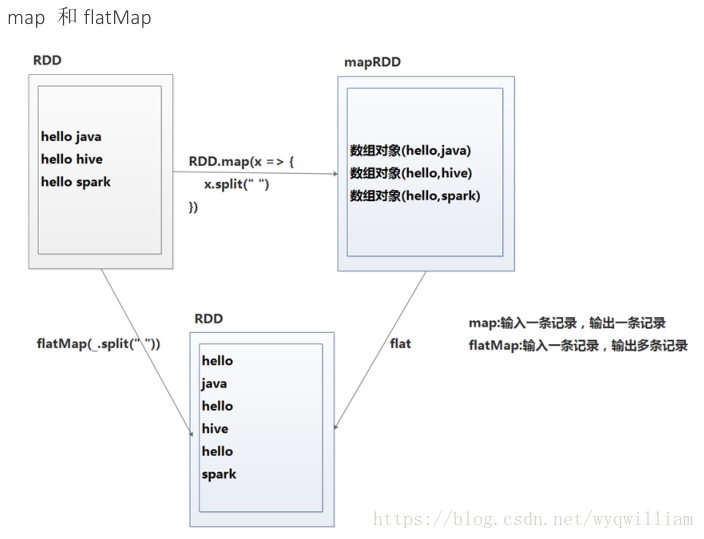 map 和 flatMap
RDD
hello java
hello hive
hello spark
RDD.map(x => {
x.split(" ")
})
mapRDD
数组对象(hello,java)
数组对象(hello,hive)
数组对象(hello,spark)
flatMap(_.split(" "))
RDD
hello
java
hello
hive
hello
spark
flat
map:输入一条记录，输出一条记录
flatMap:输入一条记录，输出多条记录
https://blog.csdn.net/wyqwilliam